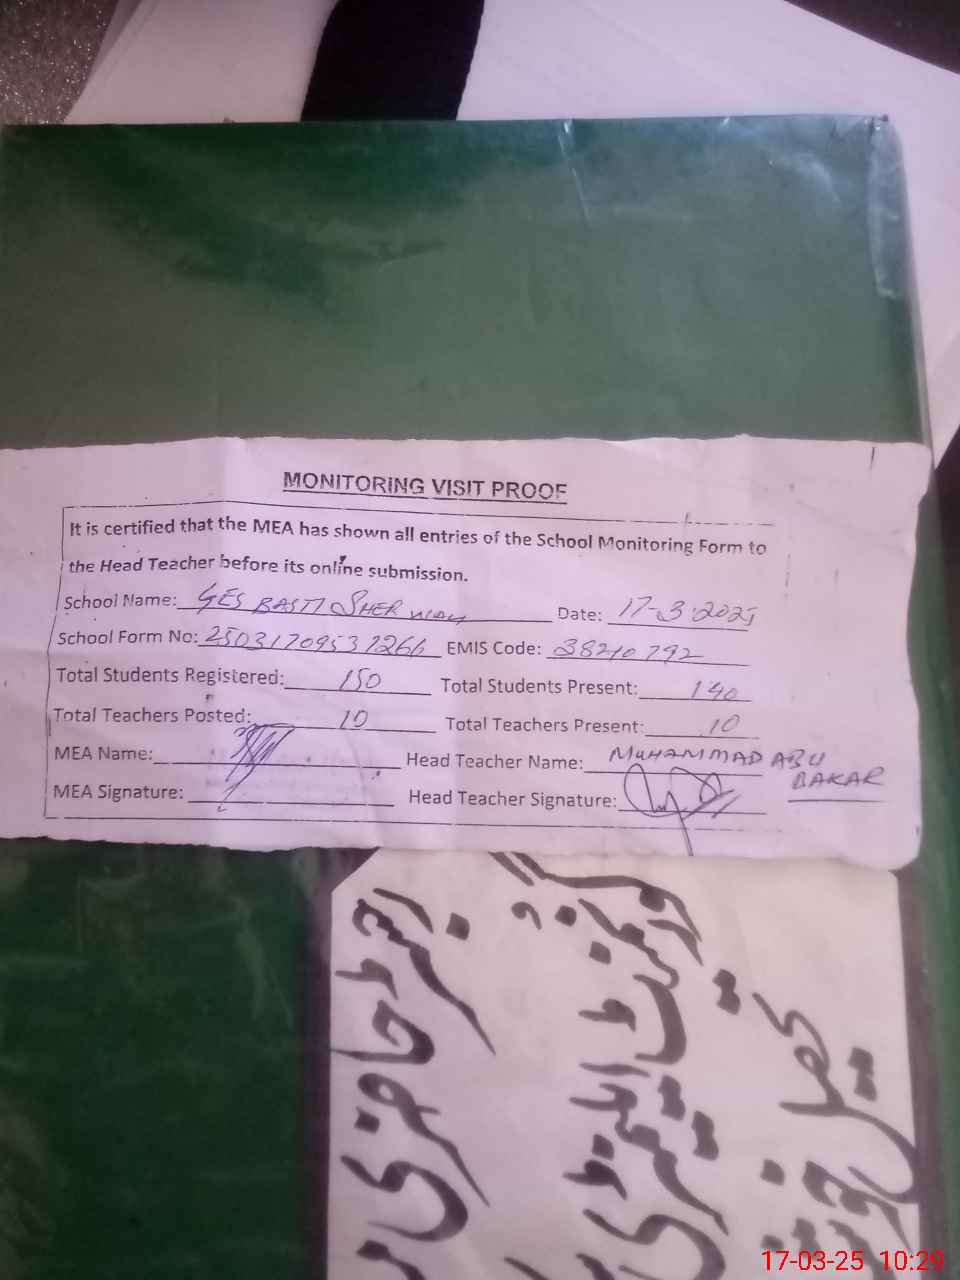 MONITORING VISIT PROOF
It is certified that the MEA has shown all entries of the School Monitoring Form to
the Head Teacher before its online submission.
School Name: GES BASTI SHER Date: 17-3-2025
School Form No: 25031709537266 EMIS Code: 38210792
Total Students Registered: 150 Total Students Present: 140
Total Teachers Posted: 10 Total Teachers Present: 10
MEA Name: Head Teacher Name: MUHAMMAD ABU
BAKAR
MEA Signature: Head Teacher Signature:
رجسٹر حاضری
17-03-25 10:29